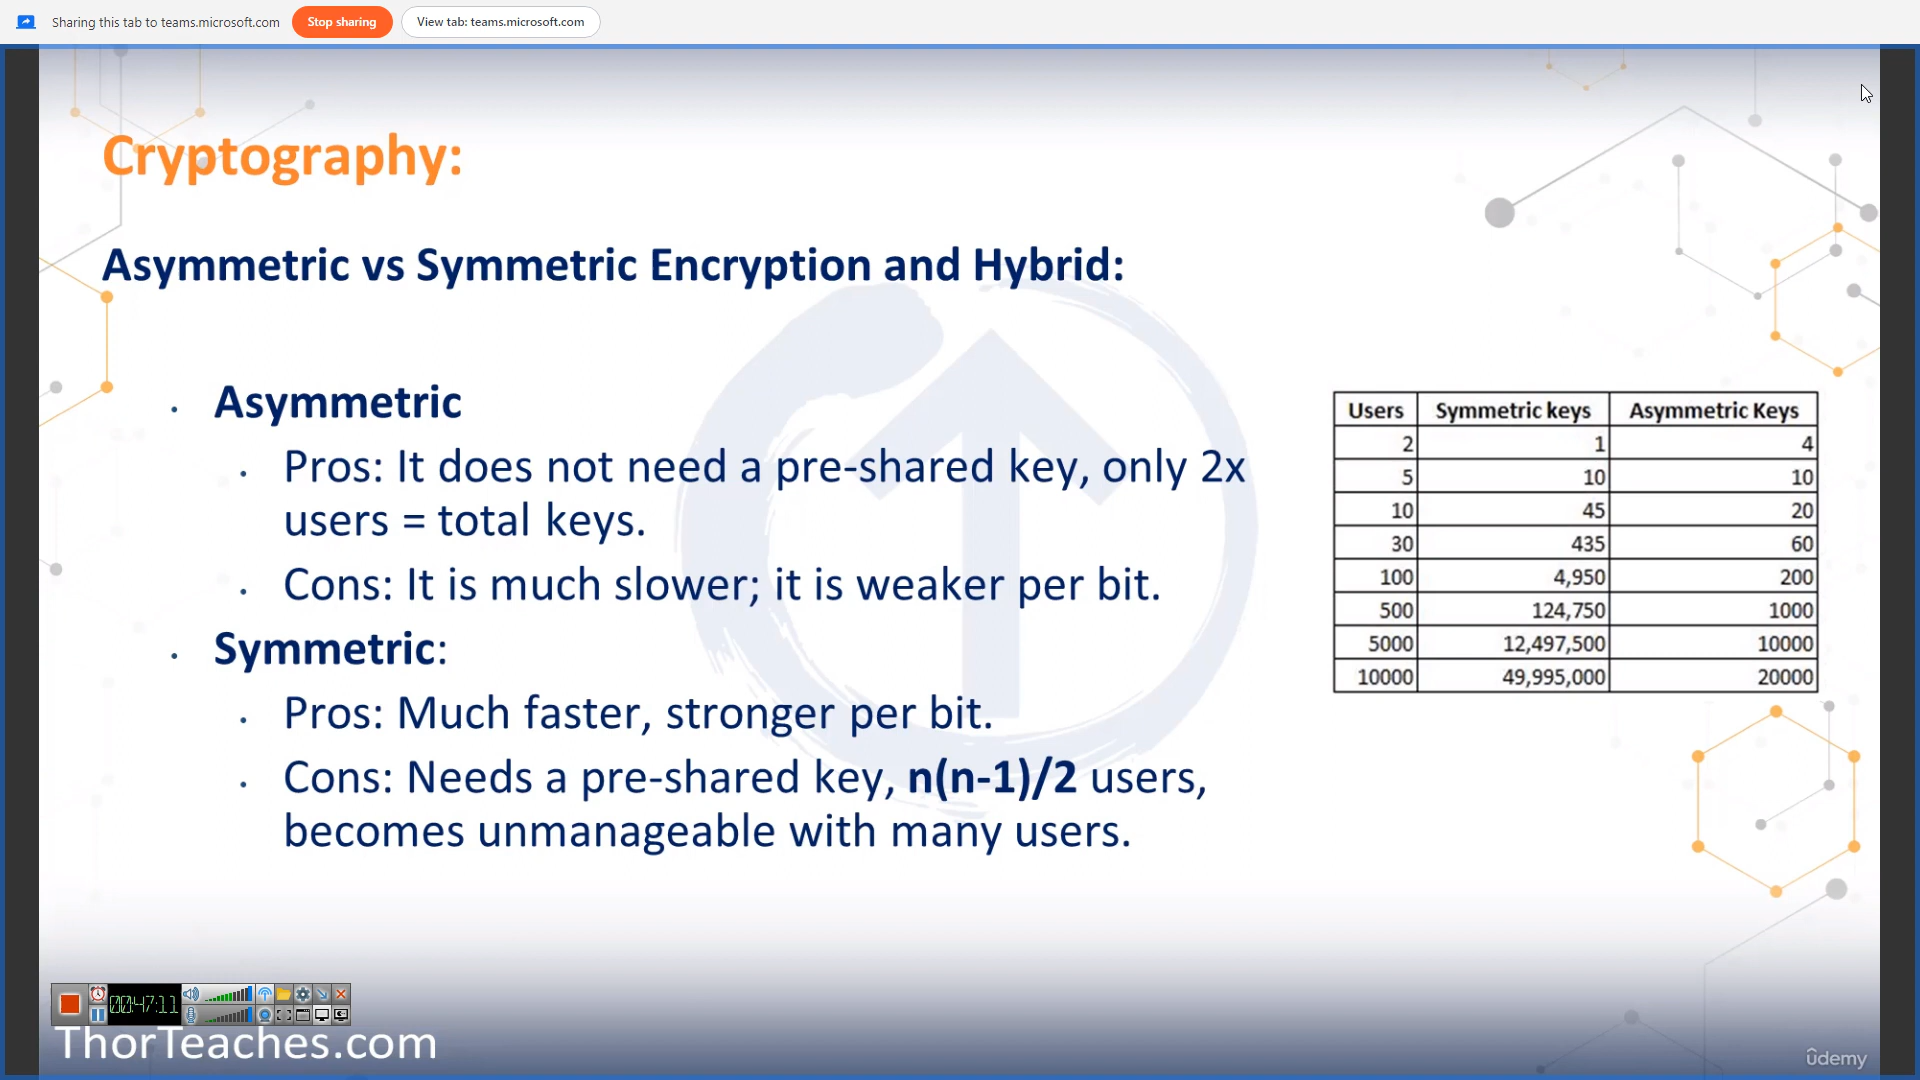 Sharing this tab to teams.microsoft.com
Stop sharing
View tab: teams.microsoft.com
Cryptography:
Asymmetric vs Symmetric Encryption and Hybrid:
• Asymmetric
• Pros: It does not need a pre-shared key, only 2x
users = total keys.
• Cons: It is much slower; it is weaker per bit.
• Symmetric:
• Pros: Much faster, stronger per bit.
• Cons: Needs a pre-shared key, n(n-1)/2 users,
becomes unmanageable with many users.
Users Symmetric keys Asymmetric Keys
2 1 4
5 10 10
10 45 20
30 435 60
100 4,950 200
500 124,750 1000
5000 12,497,500 10000
10000 49,995,000 20000
00:47:11
ThorTeaches.com
ûdemy